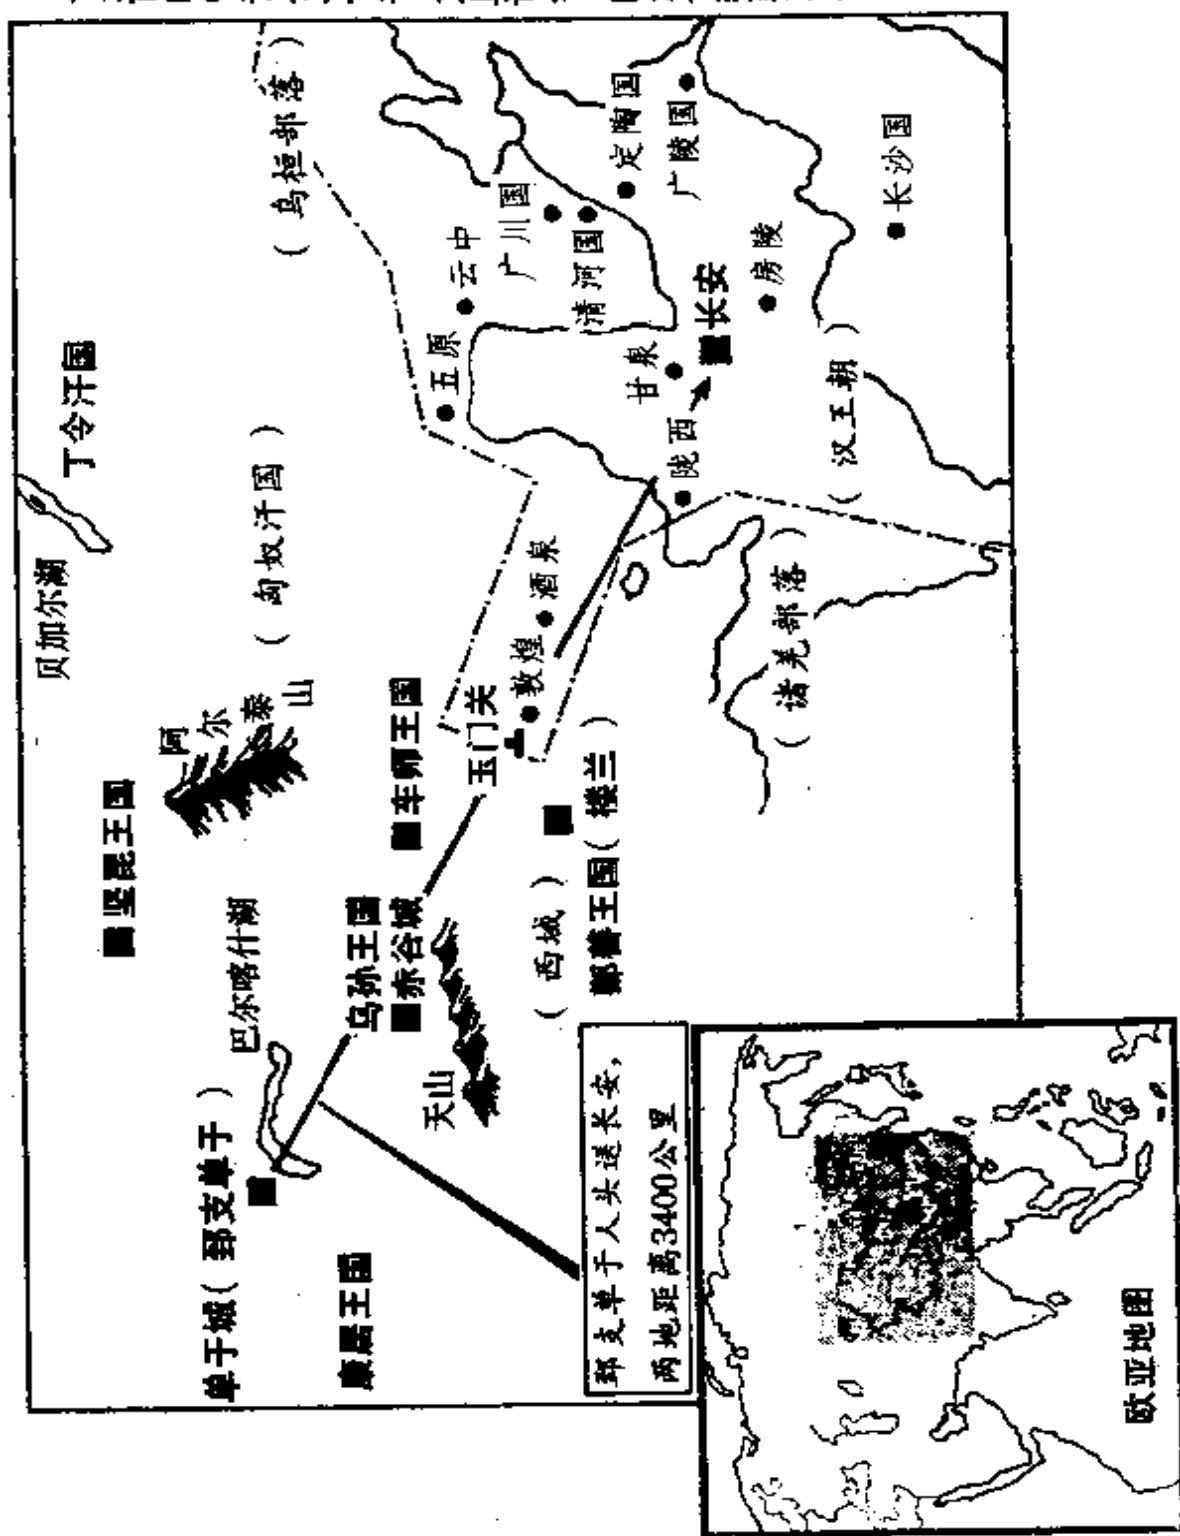 贝加尔湖
丁令汗国
(乌桓部落)
(匈奴汗国)
阿尔泰山
坚昆王国
巴尔喀什湖
单于城(郅支单于)
康居王国
乌孙王国
赤谷城
天山
车师王国
玉门关
敦煌
酒泉
(西域)
鄯善王国(楼兰)
五原
云中
广川国
清河国
定陶国
广陵国
甘泉
长安
陇西
房陵
长沙国
(汉王朝)
(诸羌部落)
郅支单于人头送长安,
两地距离3400公里
欧亚地图